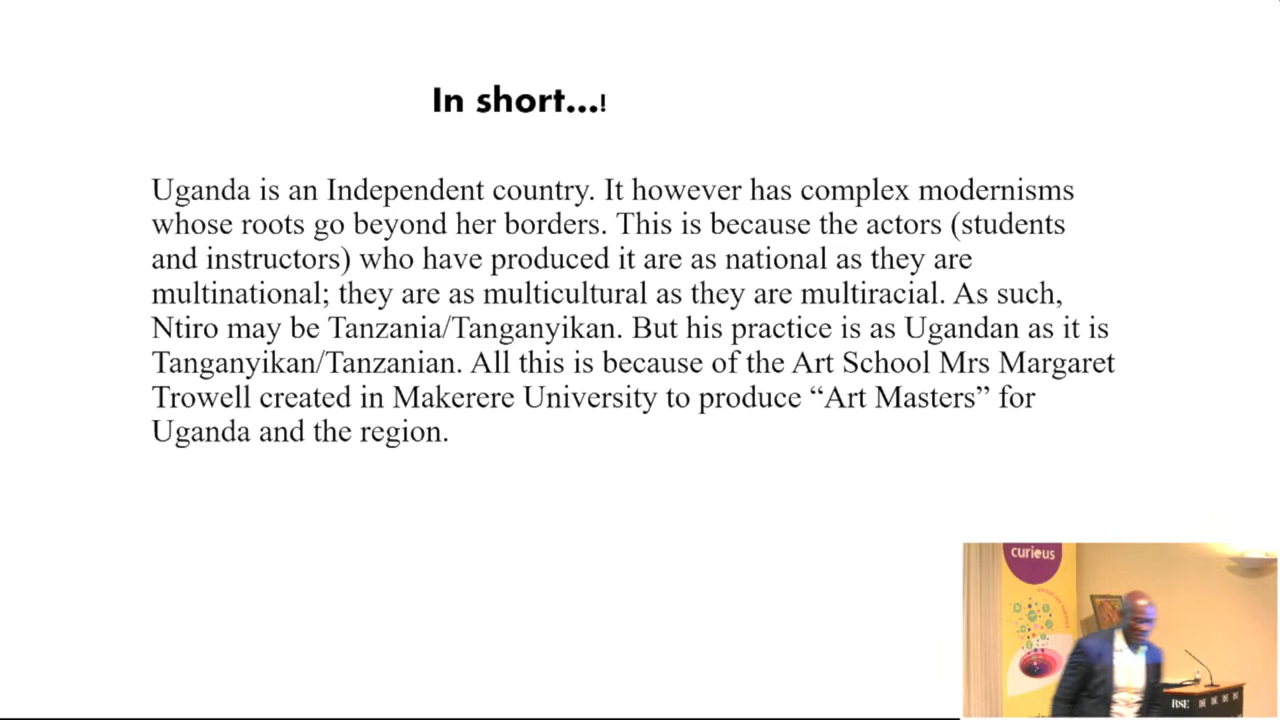 In short...!
Uganda is an Independent country. It however has complex modernisms
whose roots go beyond her borders. This is because the actors (students
and instructors) who have produced it are as national as they are
multinational; they are as multicultural as they are multiracial. As such,
Ntiro may be Tanzania/Tanganyikan. But his practice is as Ugandan as it is
Tanganyikan/Tanzanian. All this is because of the Art School Mrs Margaret
Trowell created in Makerere University to produce “Art Masters” for
Uganda and the region.
curieus
RSE